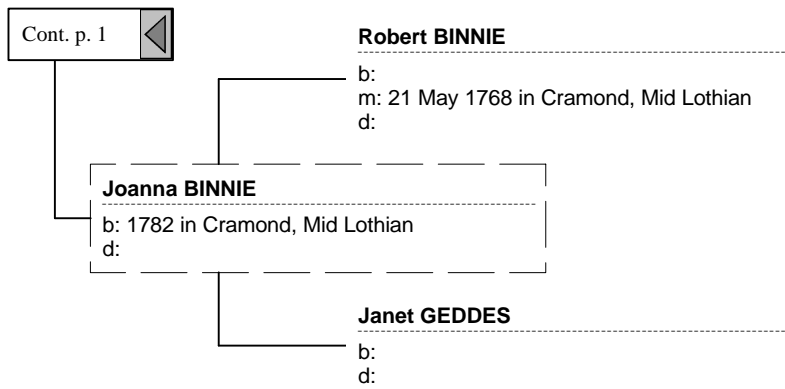 Cont. p. 1
Robert BINNIE
b:
m: 21 May 1768 in Cramond, Mid Lothian
d:
Joanna BINNIE
b: 1782 in Cramond, Mid Lothian
d:
Janet GEDDES
b:
d: